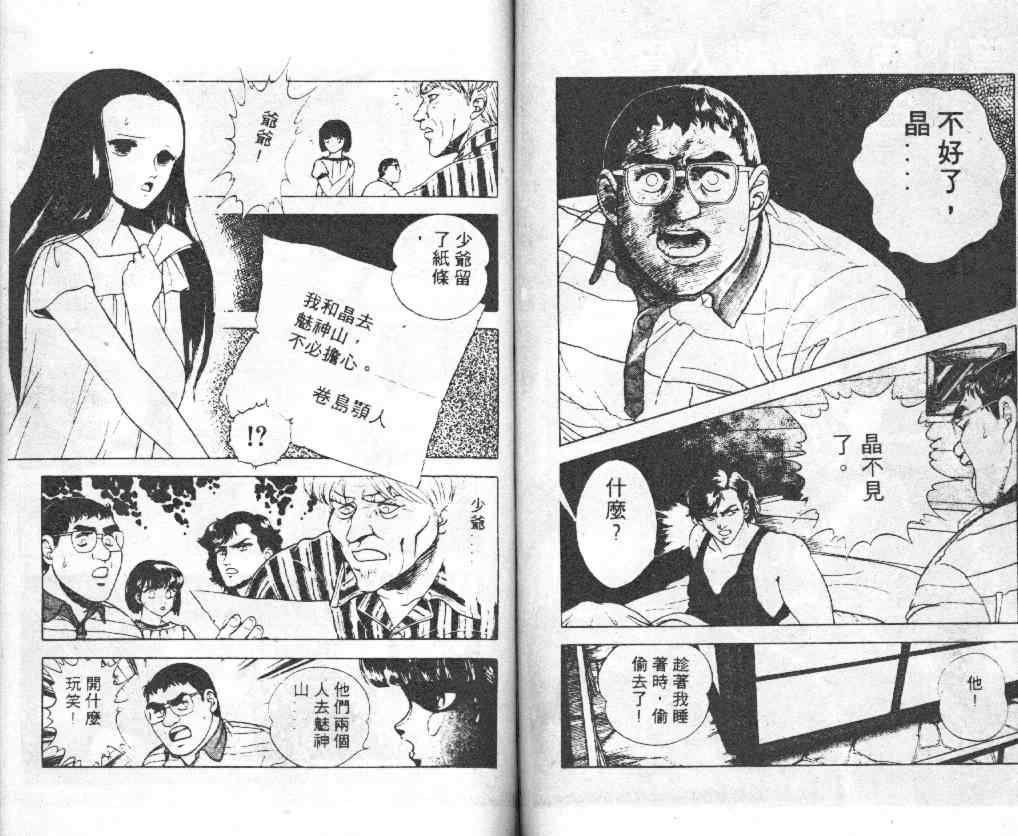 不好了，
晶‥‥
晶不見
了。
什麼？
他！
趁著我睡
著時，偷
偷去了！
爺爺！
少爺留
了紙條
，
我和晶去
魅神山，
不必擔心。
卷島顎人
！？
少爺‥‥
他們兩個
人去魅神
山‥‥
開什麼
玩笑！